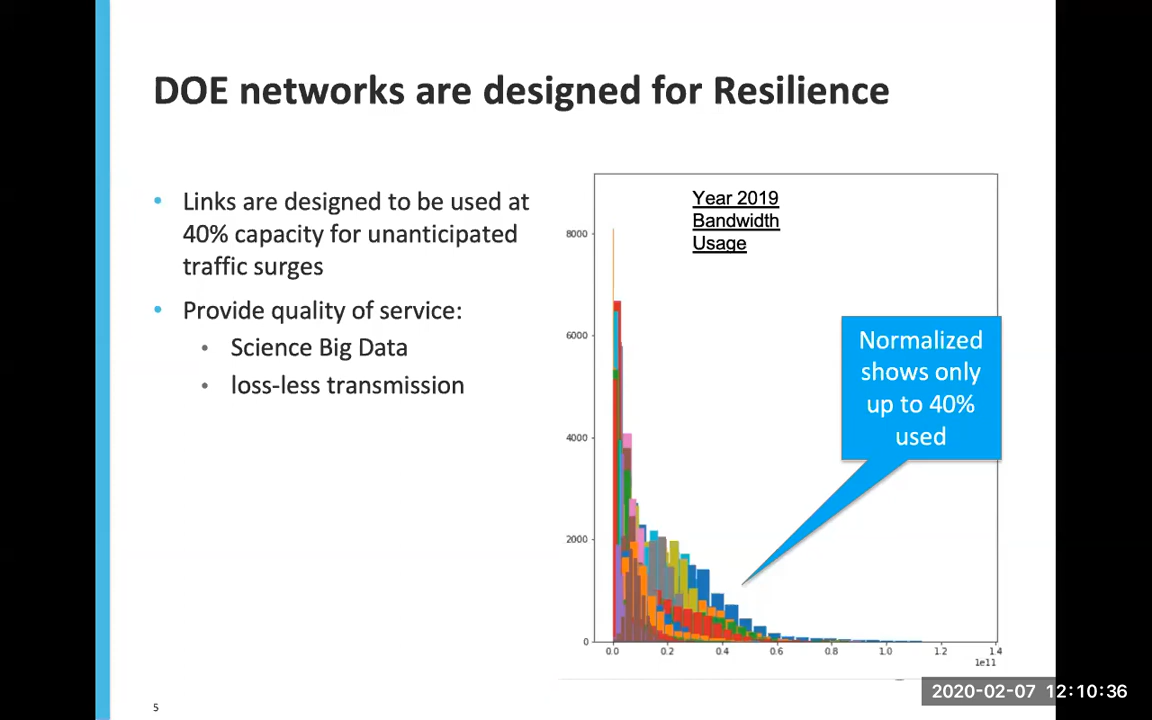 DOE networks are designed for Resilience
• Links are designed to be used at
40% capacity for unanticipated
traffic surges
• Provide quality of service:
• Science Big Data
• loss-less transmission
Year 2019
Bandwidth
Usage
8000
6000
4000
2000
0
0.0 0.2 0.4 0.6 0.8 1.0 1.2 1.4
1e11
Normalized
shows only
up to 40%
used
5
2020-02-07 12:10:36